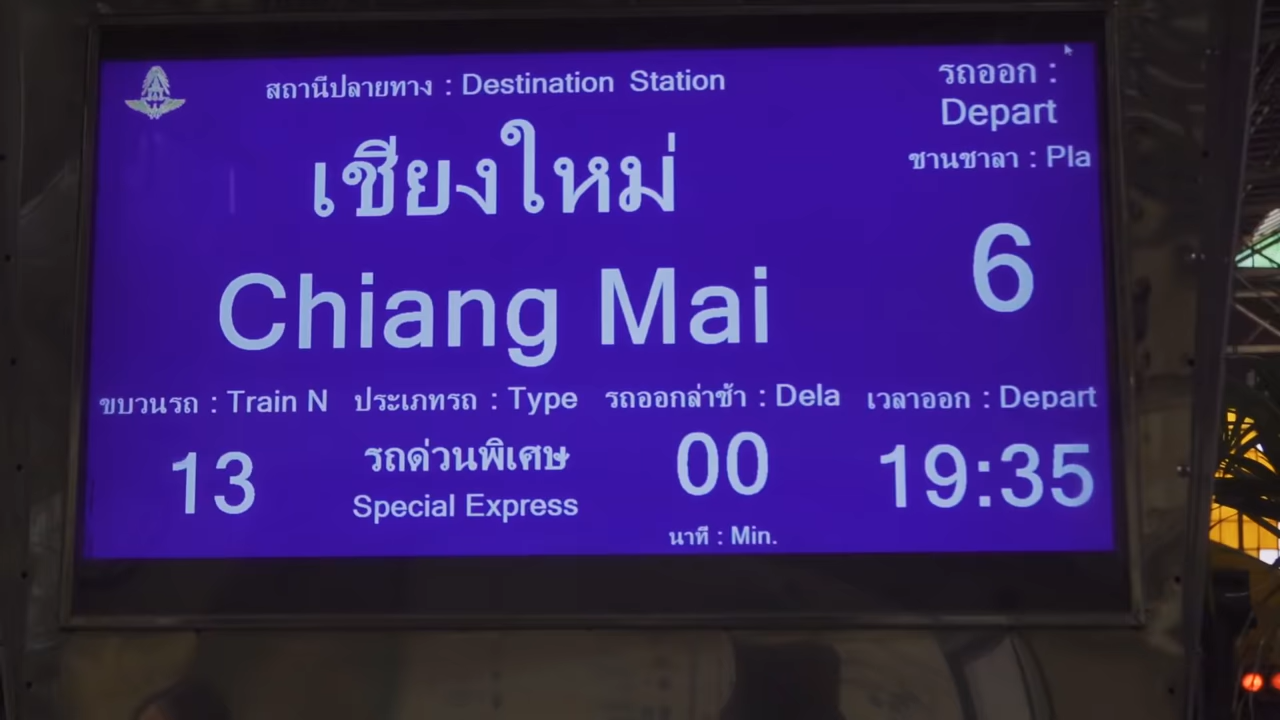 สถานีปลายทาง : Destination Station
รถออก :
Depart
ชานชาลา : Pla
เชียงใหม่
6
Chiang Mai
ขบวนรถ : Train N
ประเภทรถ : Type
รถออกล่าช้า : Dela
เวลาออก : Depart
13
รถด่วนพิเศษ
Special Express
00
19:35
นาที : Min.